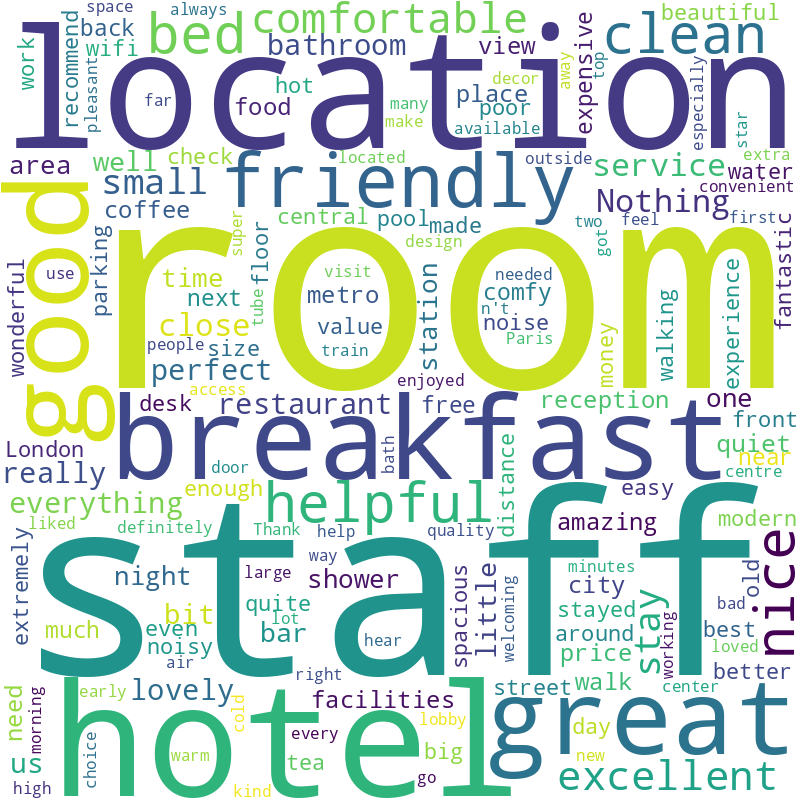 space
always
back
bed
comfortable
beautiful
work
wifi
recommend
pleasant
bathroom
view
decor
away
top
expensive
clean
location
hot
far
food
many
make
place
poor
available
especially
star
area
well
check
located
outside
service
water
extra
convenient
small
friendly
Nothing
coffee
central
pool
made
two
feel
first
super
design
got
good
room
parking
floor
fantastic
wonderful
use
time
visit
needed
next
metro
comfy
station
tube
n't
noise
walking
experience
close
value
people
size
train
Paris
money
perfect
enjoyed
access
desk
restaurant
free
reception
one
front
breakfast
London
quiet
near
really
door
bath
distance
centre
everything
enough
helpful
easy
amazing
modern
liked
definitely
Thank
help
quality
staff
extremely
way
minutes
night
large
shower
spacious
little
welcoming
city
old
nice
bit
quite
stayed
stay
bad
much
even
lot
bar
hear
around
best
loved
noisy
price
working
air
right
better
need
morning
early
lovely
facilities
street
walk
center
hotel
great
cold
lobby
every
day
us
choice
warm
tea
big
new
high
kind
go
excellent